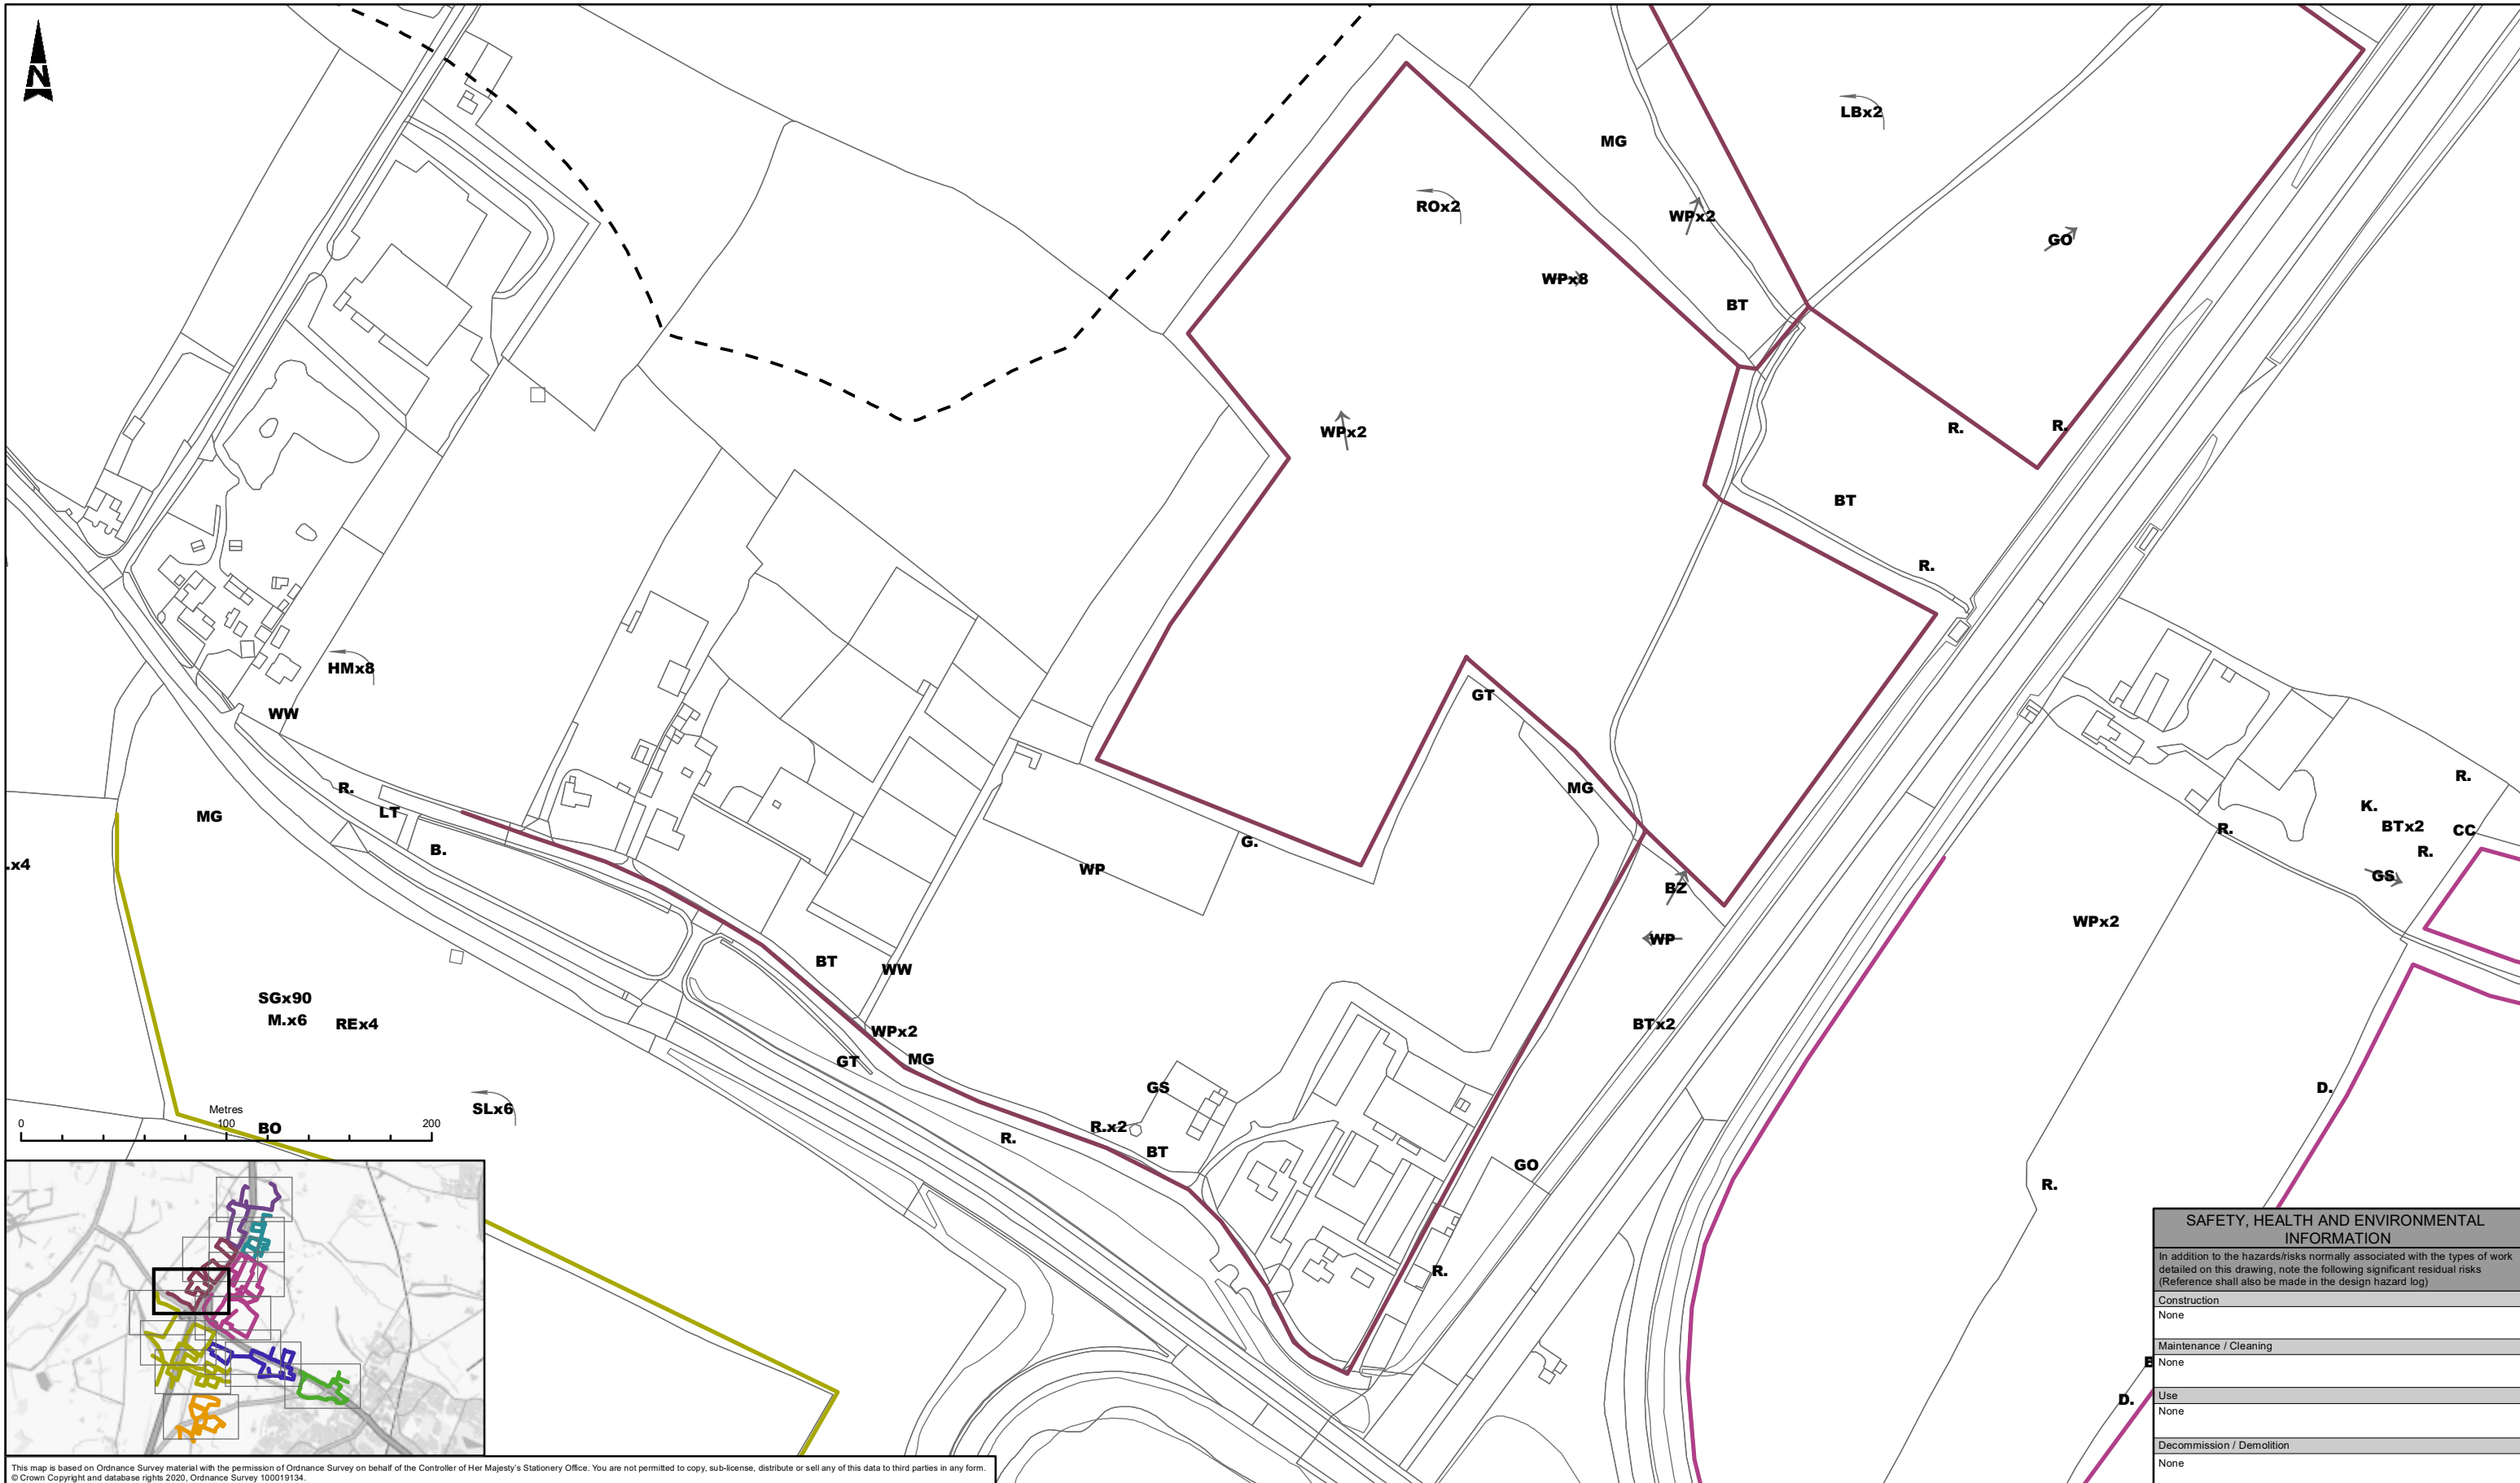 N
LBx2
MG
ROx2
WPx2
GO
WPx8
BT
WPx2
R.
R.
BT
R.
HMx8
GT
WW
R.
MG
R.
LT
MG
K.
BTx2
CC
R.
B.
G.
R.
.x4
WP
GS
BZ
WPx2
WP
BT
WW
SGx90
M.x6
REx4
WPx2
BTx2
GT
MG
GS
D.
SLx6
Metres
0
100
200
BO
R.x2
R.
BT
GO
R.
R.
D.
SAFETY, HEALTH AND ENVIRONMENTAL
INFORMATION
In addition to the hazards/risks normally associated with the types of work
detailed on this drawing, note the following significant residual risks
(Reference shall also be made in the design hazard log)
Construction
None
Maintenance / Cleaning
None
Use
None
Decommission / Demolition
None
This map is based on Ordnance Survey material with the permission of Ordnance Survey on behalf of the Controller of Her Majesty's Stationery Office. You are not permitted to copy, sub-license, distribute or sell any of this data to third parties in any form.
© Crown Copyright and database rights 2020, Ordnance Survey 100019134.